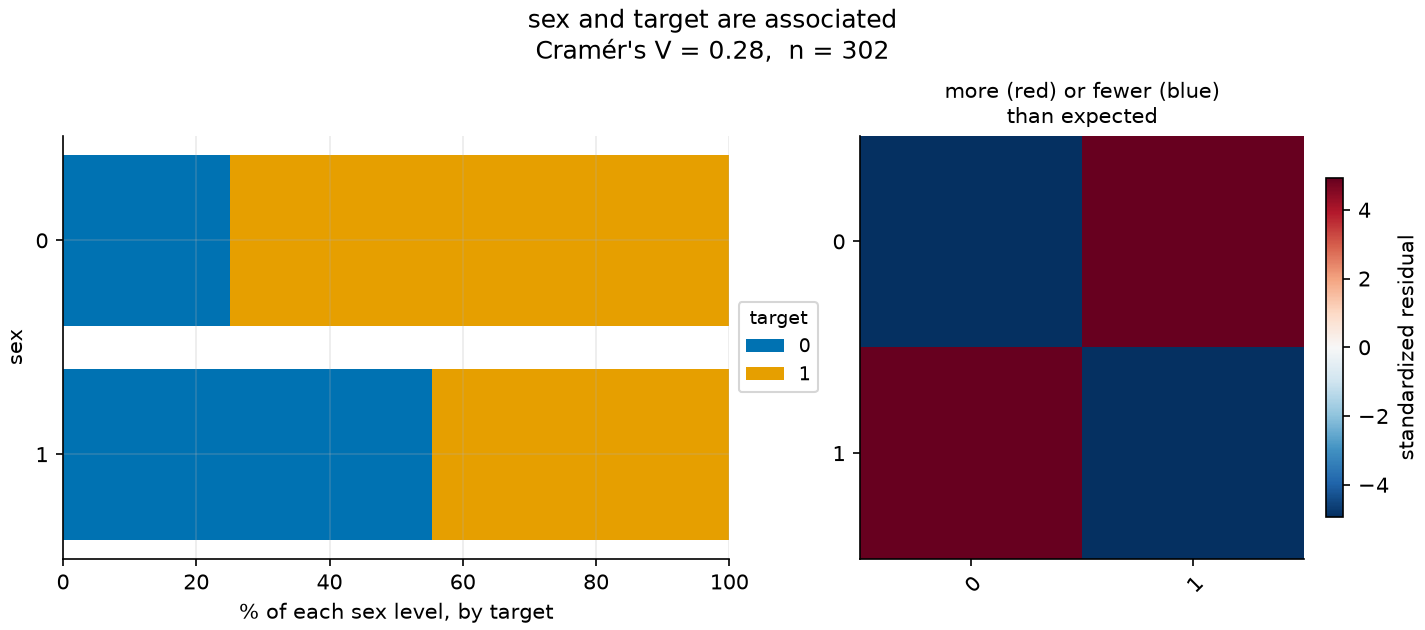 sex and target are associated
Cramér's V = 0.28,  n = 302
more (red) or fewer (blue)
than expected
sex
0
1
0
20
40
60
80
100
% of each sex level, by target
target
0
1
0
1
0
1
4
2
0
−2
−4
standardized residual